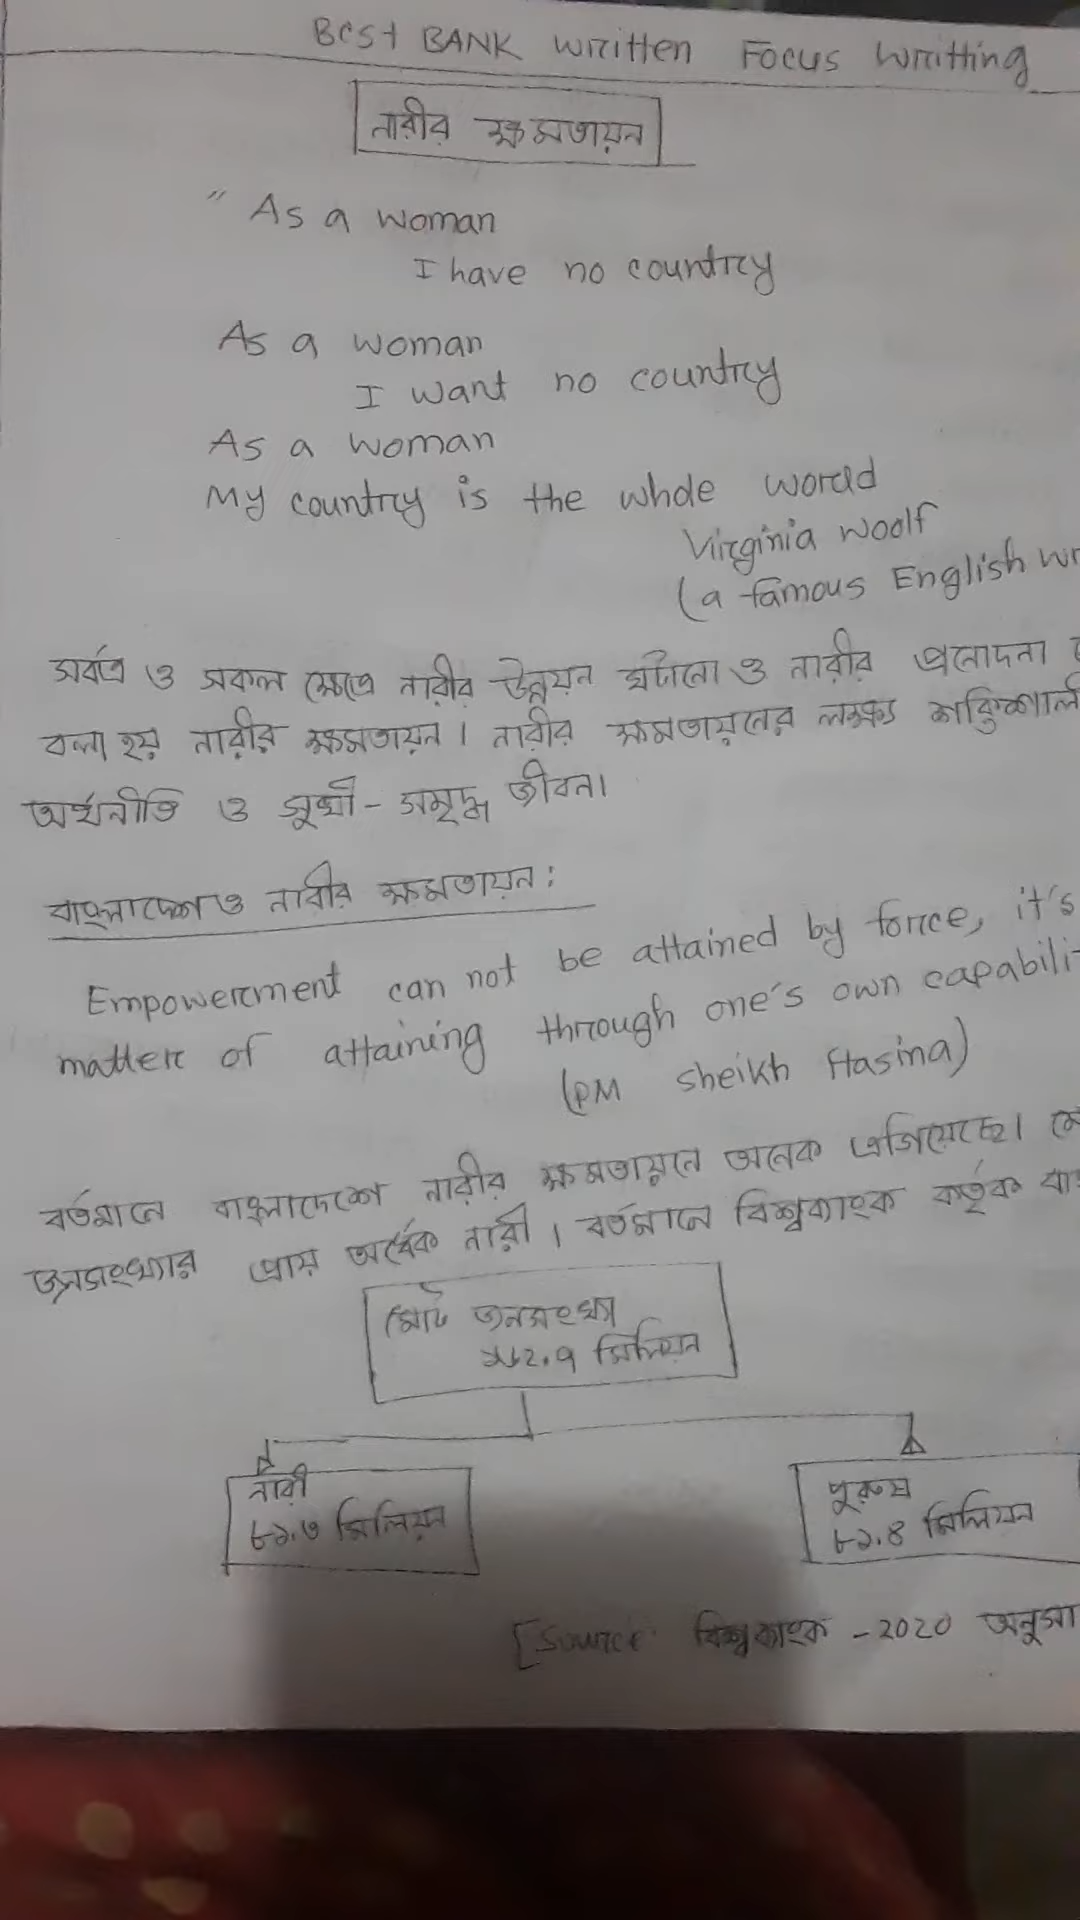 Best BANK written Focus writting
নারীর ক্ষমতায়ন
" As a woman
I have no country
As a woman
I want no country
As a woman
My country is the whole world
Virginia woolf
(a famous English wr
সর্বত্র ও সকল ক্ষেত্রে নারীর উন্নয়ন ঘটানো ও নারীর প্রনোদনা
বলা হয় নারীর ক্ষমতায়ন। নারীর ক্ষমতায়নের লক্ষ্য শক্তিশালী
অর্থনীতি ও সুখী - সমৃদ্ধ জীবন।
বাংলাদেশ ও নারীর ক্ষমতায়ন:
Empowerment can not be attained by force, it's
matter of attaining through one's own capabili
(PM Sheikh Hasina)
বর্তমানে বাংলাদেশে নারীর ক্ষমতায়নে অনেক এগিয়েছে।
জনসংখ্যার প্রায় অর্ধেক নারী। বর্তমানে বিশ্বব্যাংক কর্তৃক
মোট জনসংখ্যা
১৬২.৭ মিলিয়ন
নারী
৮১.৩ মিলিয়ন
পুরুষ
৮১.৪ মিলিয়ন
[Source বিশ্বব্যাংক - 2020 অনুসা